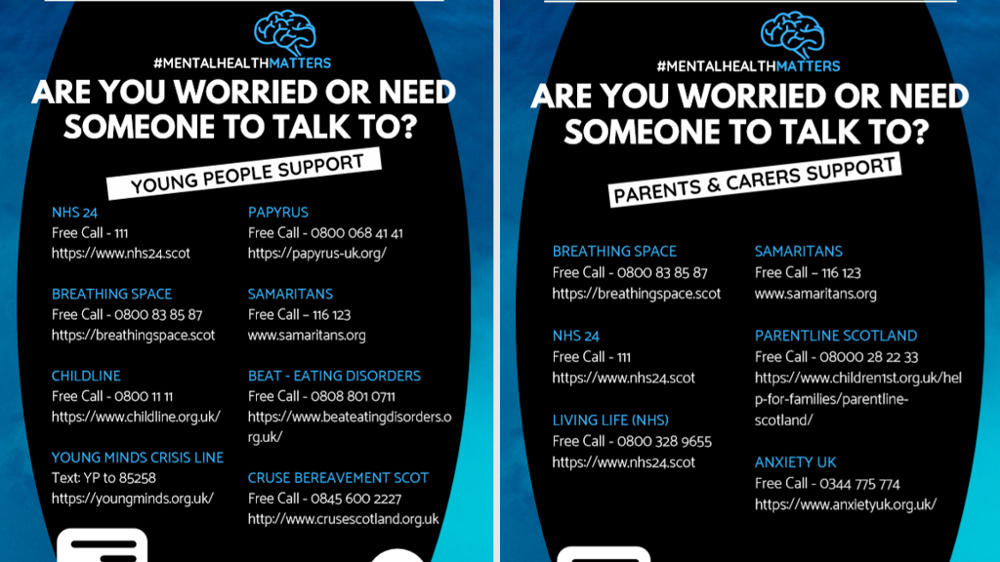 #MENTALHEALTHMATTERS
ARE YOU WORRIED OR NEED
SOMEONE TO TALK TO?
YOUNG PEOPLE SUPPORT
NHS 24
Free Call - 111
https://www.nhs24.scot
BREATHING SPACE
Free Call - 0800 83 85 87
https://breathingspace.scot
CHILDLINE
Free Call - 0800 11 11
https://www.childline.org.uk/
YOUNG MINDS CRISIS LINE
Text: YP to 85258
https://youngminds.org.uk/
PAPYRUS
Free Call - 0800 068 41 41
https://papyrus-uk.org/
SAMARITANS
Free Call – 116 123
www.samaritans.org
BEAT - EATING DISORDERS
Free Call - 0808 801 0711
https://www.beateatingdisorders.o
rg.uk/
CRUSE BEREAVEMENT SCOT
Free Call - 0845 600 2227
http://www.crusescotland.org.uk
#MENTALHEALTHMATTERS
ARE YOU WORRIED OR NEED
SOMEONE TO TALK TO?
PARENTS & CARERS SUPPORT
BREATHING SPACE
Free Call - 0800 83 85 87
https://breathingspace.scot
NHS 24
Free Call - 111
https://www.nhs24.scot
LIVING LIFE (NHS)
Free Call - 0800 328 9655
https://www.nhs24.scot
SAMARITANS
Free Call – 116 123
www.samaritans.org
PARENTLINE SCOTLAND
Free Call - 08000 28 22 33
https://www.children1st.org.uk/hel
p-for-families/parentline-
scotland/
ANXIETY UK
Free Call - 0344 775 774
https://www.anxietyuk.org.uk/